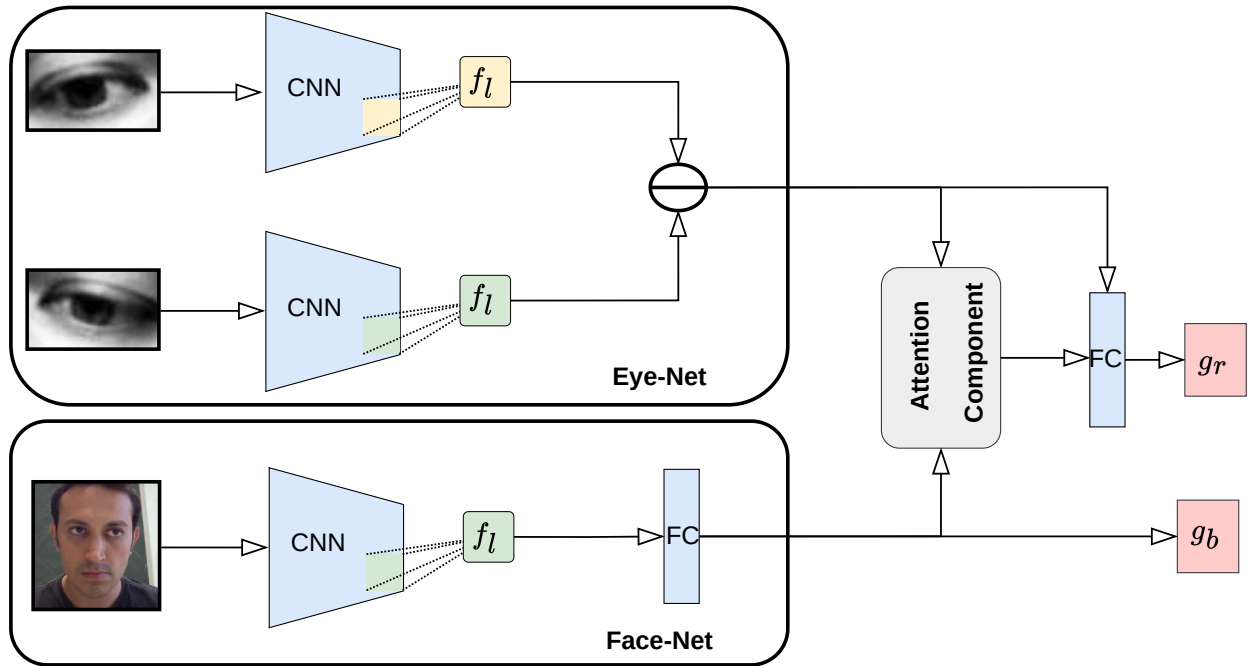 CNN
f_l
CNN
f_l
Eye-Net
Attention
Component
FC
g_r
CNN
f_l
FC
g_b
Face-Net